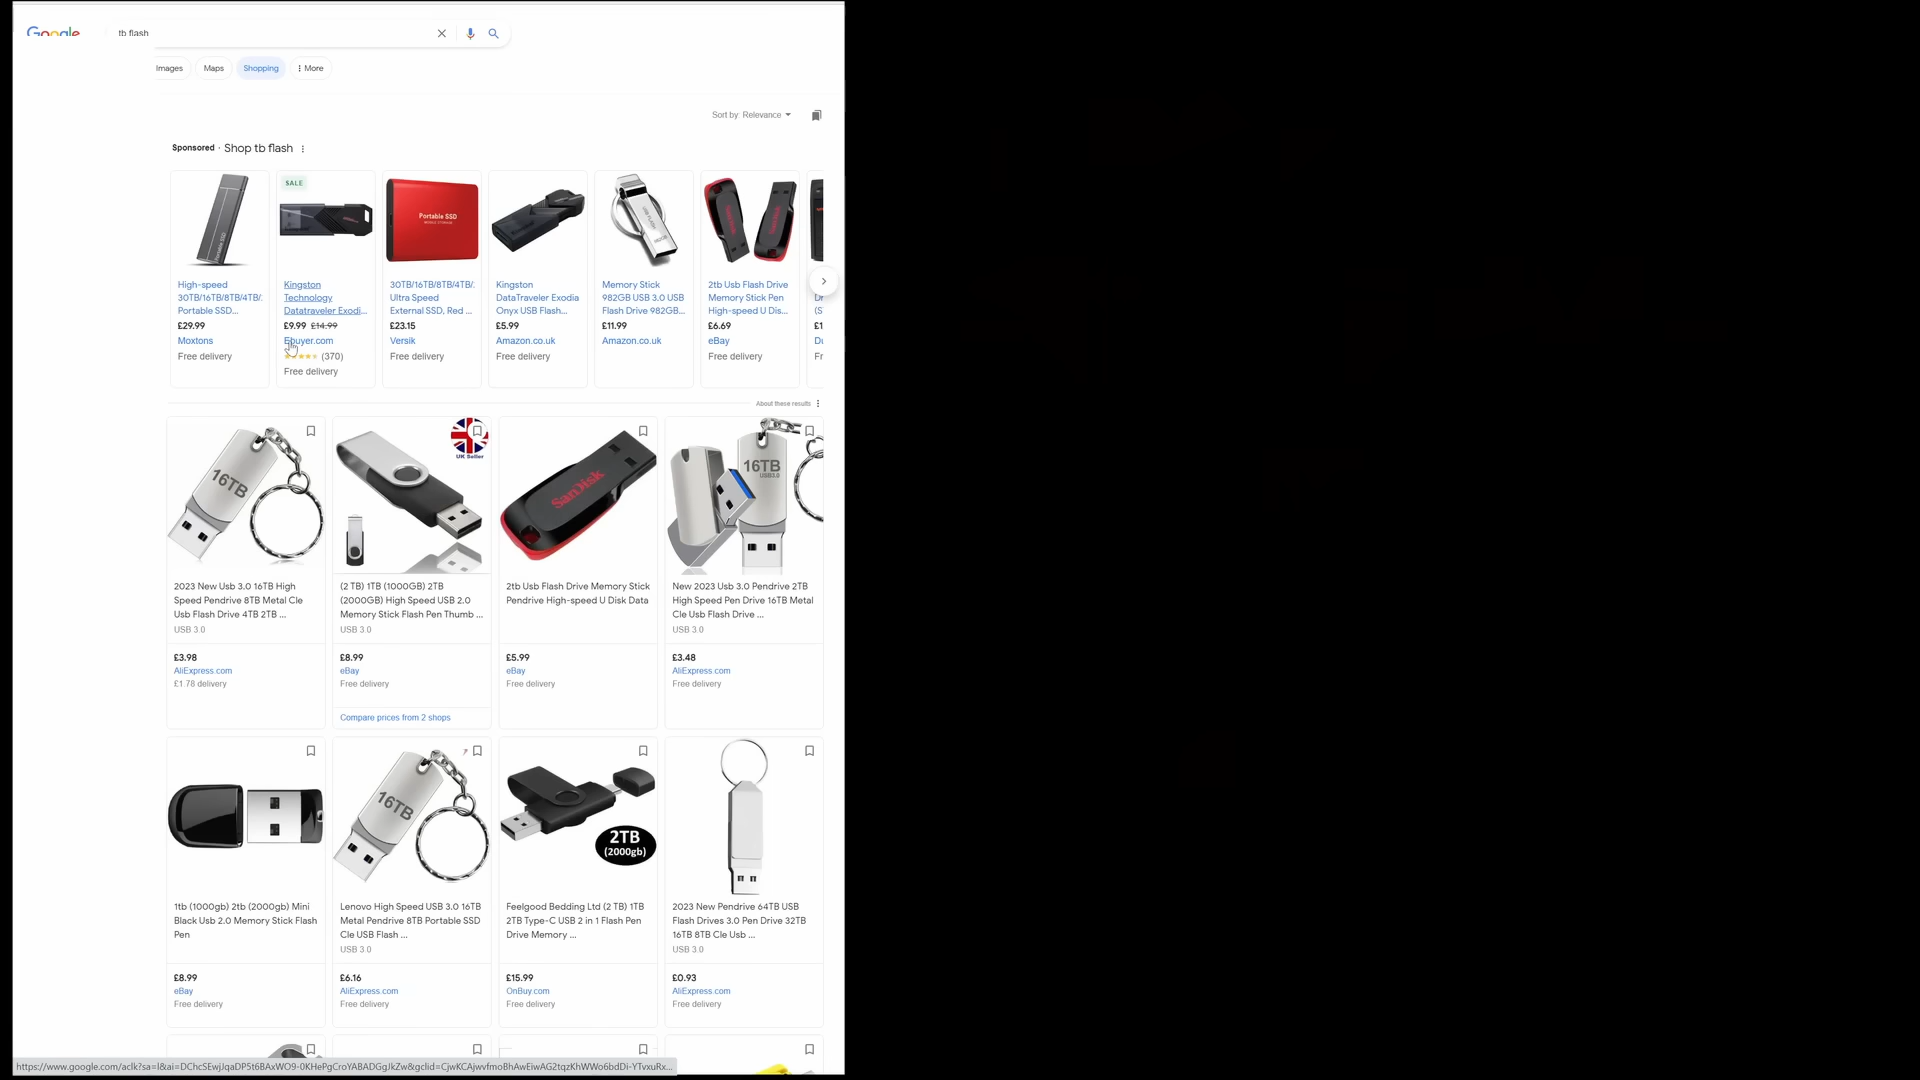 Google
tb flash
Images
Maps
Shopping
More
Sort by: Relevance
Sponsored · Shop tb flash
High-speed
30TB/16TB/8TB/4TB/
Portable SSD...
£29.99
Moxtons
Free delivery
SALE
Kingston
Technology
Datatraveler Exodi...
£9.99 £14.99
Ebuyer.com
(370)
Free delivery
Portable SSD
30TB/16TB/8TB/4TB/
Ultra Speed
External SSD, Red ...
£23.15
Versik
Free delivery
Kingston
DataTraveler Exodia
Onyx USB Flash...
£5.99
Amazon.co.uk
Free delivery
Memory Stick
982GB USB 3.0 USB
Flash Drive 982GB...
£11.99
Amazon.co.uk
2tb Usb Flash Drive
Memory Stick Pen
High-speed U Dis...
£6.69
eBay
Free delivery
About these results
16TB
2023 New Usb 3.0 16TB High
Speed Pendrive 8TB Metal Cle
Usb Flash Drive 4TB 2TB ...
USB 3.0
£3.98
AliExpress.com
£1.78 delivery
UK Seller
(2 TB) 1TB (1000GB) 2TB
(2000GB) High Speed USB 2.0
Memory Stick Flash Pen Thumb ...
USB 3.0
£8.99
eBay
Free delivery
Compare prices from 2 shops
SanDisk
2tb Usb Flash Drive Memory Stick
Pendrive High-speed U Disk Data
£5.99
eBay
Free delivery
16TB
USB3.0
New 2023 Usb 3.0 Pendrive 2TB
High Speed Pen Drive 16TB Metal
Cle Usb Flash Drive ...
USB 3.0
£3.48
AliExpress.com
Free delivery
1tb (1000gb) 2tb (2000gb) Mini
Black Usb 2.0 Memory Stick Flash
Pen
£8.99
eBay
Free delivery
16TB
Lenovo High Speed USB 3.0 16TB
Metal Pendrive 8TB Portable SSD
Cle USB Flash ...
USB 3.0
£6.16
AliExpress.com
Free delivery
2TB
(2000gb)
Feelgood Bedding Ltd (2 TB) 1TB
2TB Type-C USB 2 in 1 Flash Pen
Drive Memory ...
£15.99
OnBuy.com
Free delivery
2023 New Pendrive 64TB USB
Flash Drives 3.0 Pen Drive 32TB
16TB 8TB Cle Usb ...
USB 3.0
£0.93
AliExpress.com
Free delivery